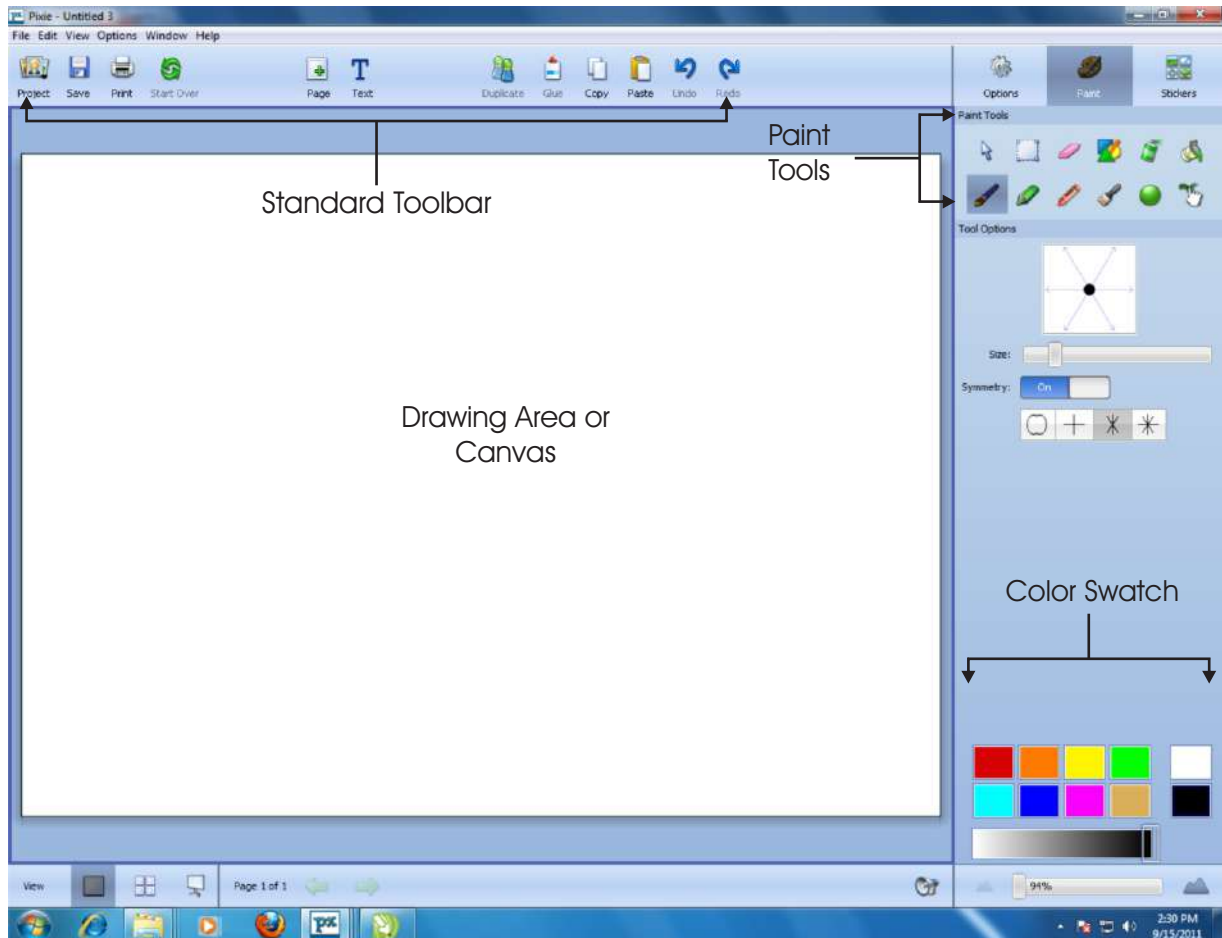 Pixie - Untitled 3
File Edit View Options Window Help
Project Save Print Start Over Page Text Duplicate Glue Copy Paste Undo Redo
Options Paint Stickers
Paint Tools
Paint
Tools
Standard Toolbar
Tool Options
Size:
Symmetry: On
Drawing Area or
Canvas
Color Swatch
View Page 1 of 1 94%
px
2:30 PM
9/15/2011